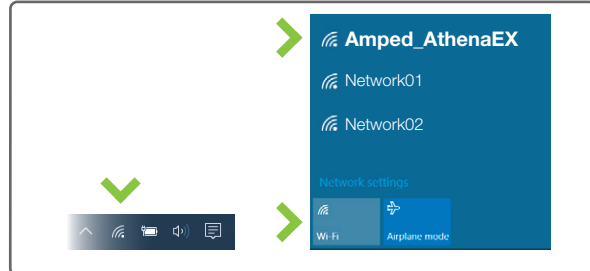 Amped_AthenaEX
Network01
Network02
Network settings
Wi-Fi
Airplane mode